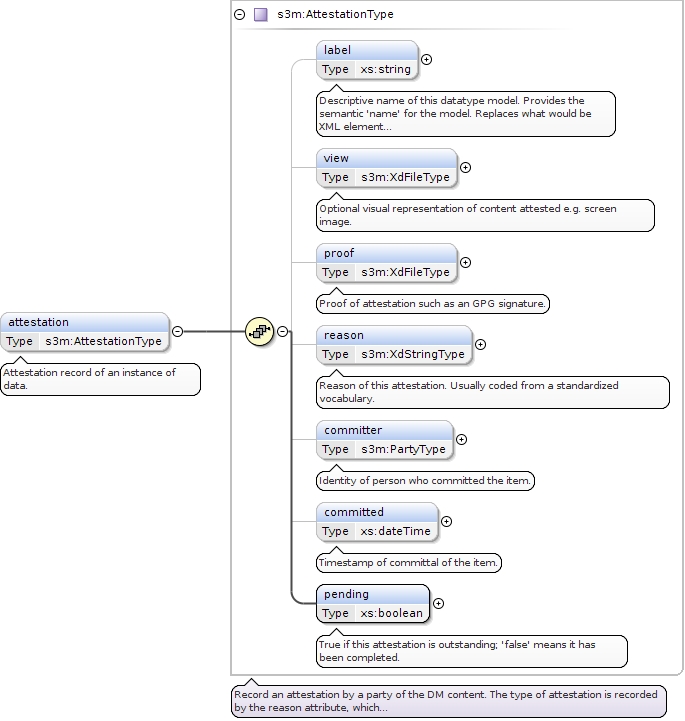 s3m:AttestationType
label
Type xs:string
Descriptive name of this datatype model. Provides the
semantic 'name' for the model. Replaces what would be
XML element...
view
Type s3m:XdFileType
Optional visual representation of content attested e.g. screen
image.
proof
Type s3m:XdFileType
Proof of attestation such as an GPG signature.
attestation
Type s3m:AttestationType
Attestation record of an instance of
data.
reason
Type s3m:XdStringType
Reason of this attestation. Usually coded from a standardized
vocabulary.
committer
Type s3m:PartyType
Identity of person who committed the item.
committed
Type xs:dateTime
Timestamp of committal of the item.
pending
Type xs:boolean
True if this attestation is outstanding; 'false' means it has
been completed.
Record an attestation by a party of the DM content. The type of attestation is recorded
by the reason attribute, which...